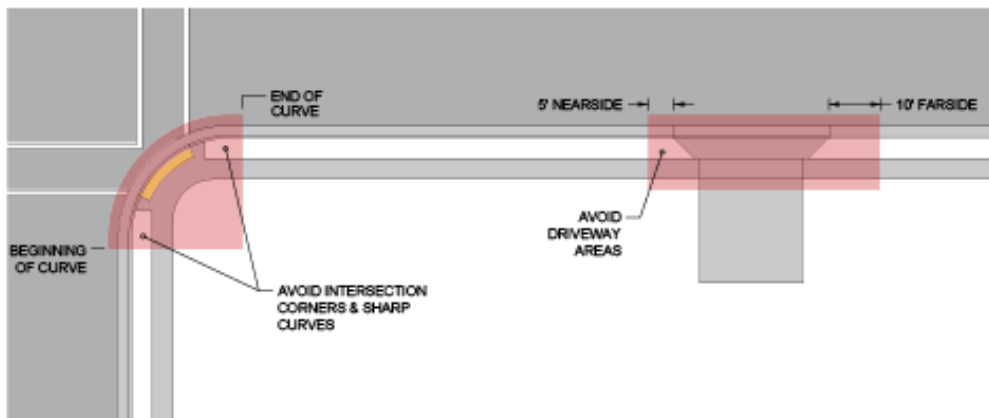 END OF
CURVE
5' NEARSIDE
10' FARSIDE
AVOID
DRIVEWAY
AREAS
BEGINNING
OF CURVE
AVOID INTERSECTION
CORNERS & SHARP
CURVES